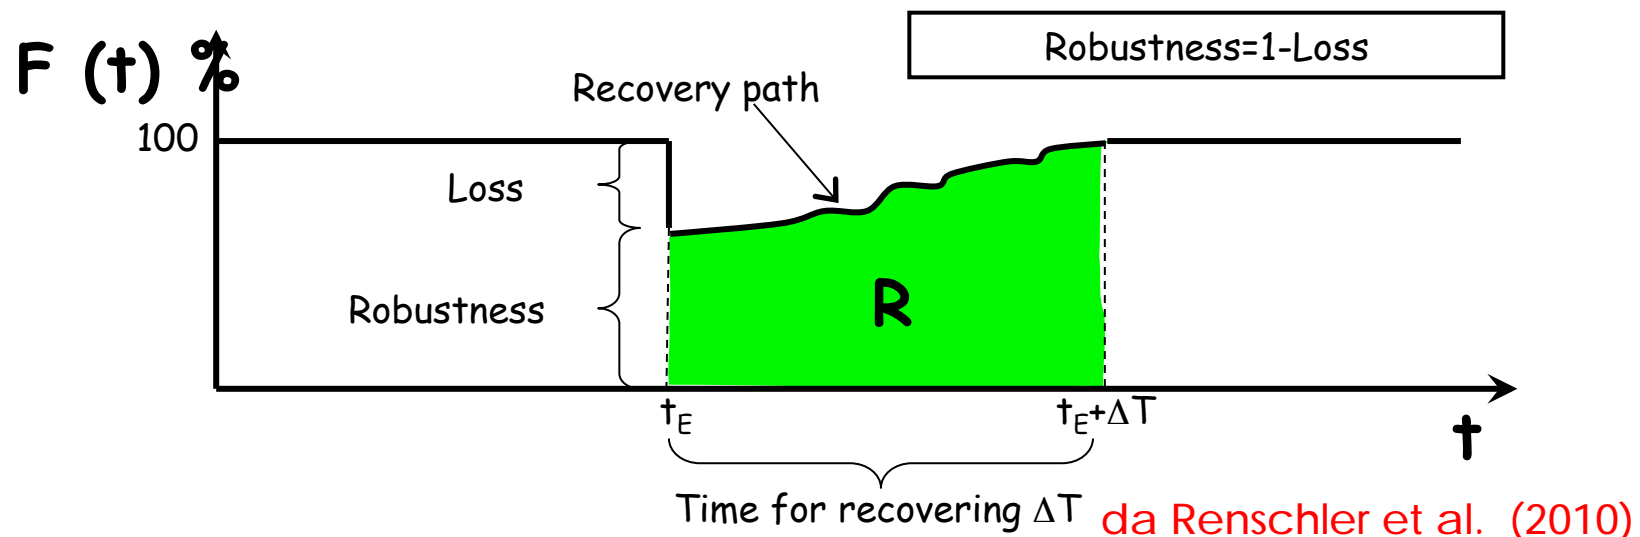 Robustness=1-Loss
F (t) %
Recovery path
100
Loss
Robustness
R
tE
tE+ΔT
t
Time for recovering ΔT
da Renschler et al. (2010)